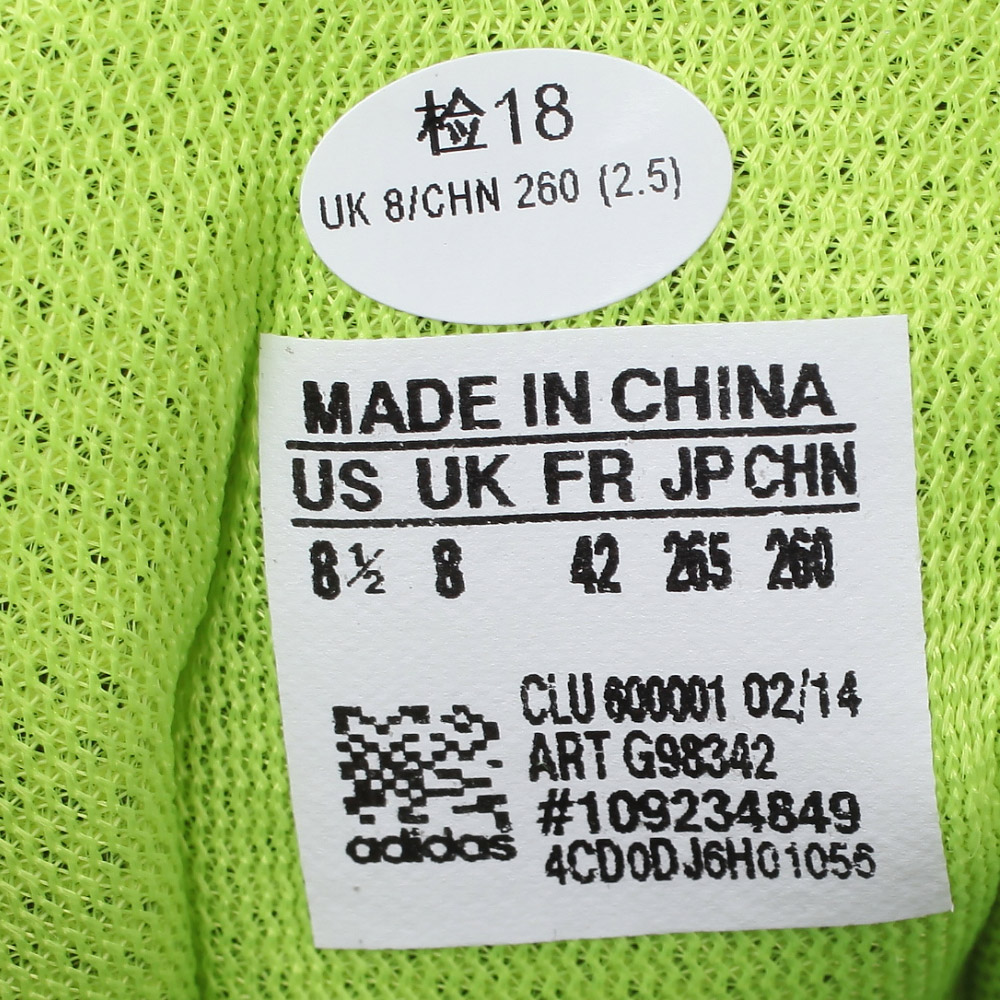 检18
UK 8/CHN 260 (2.5)
MADE IN CHINA
US UK FR JP CHN
8½ 8 42 265 260
CLU 600001 02/14
ART G98342
#109234849
adidas
4CD0DJ6H01056